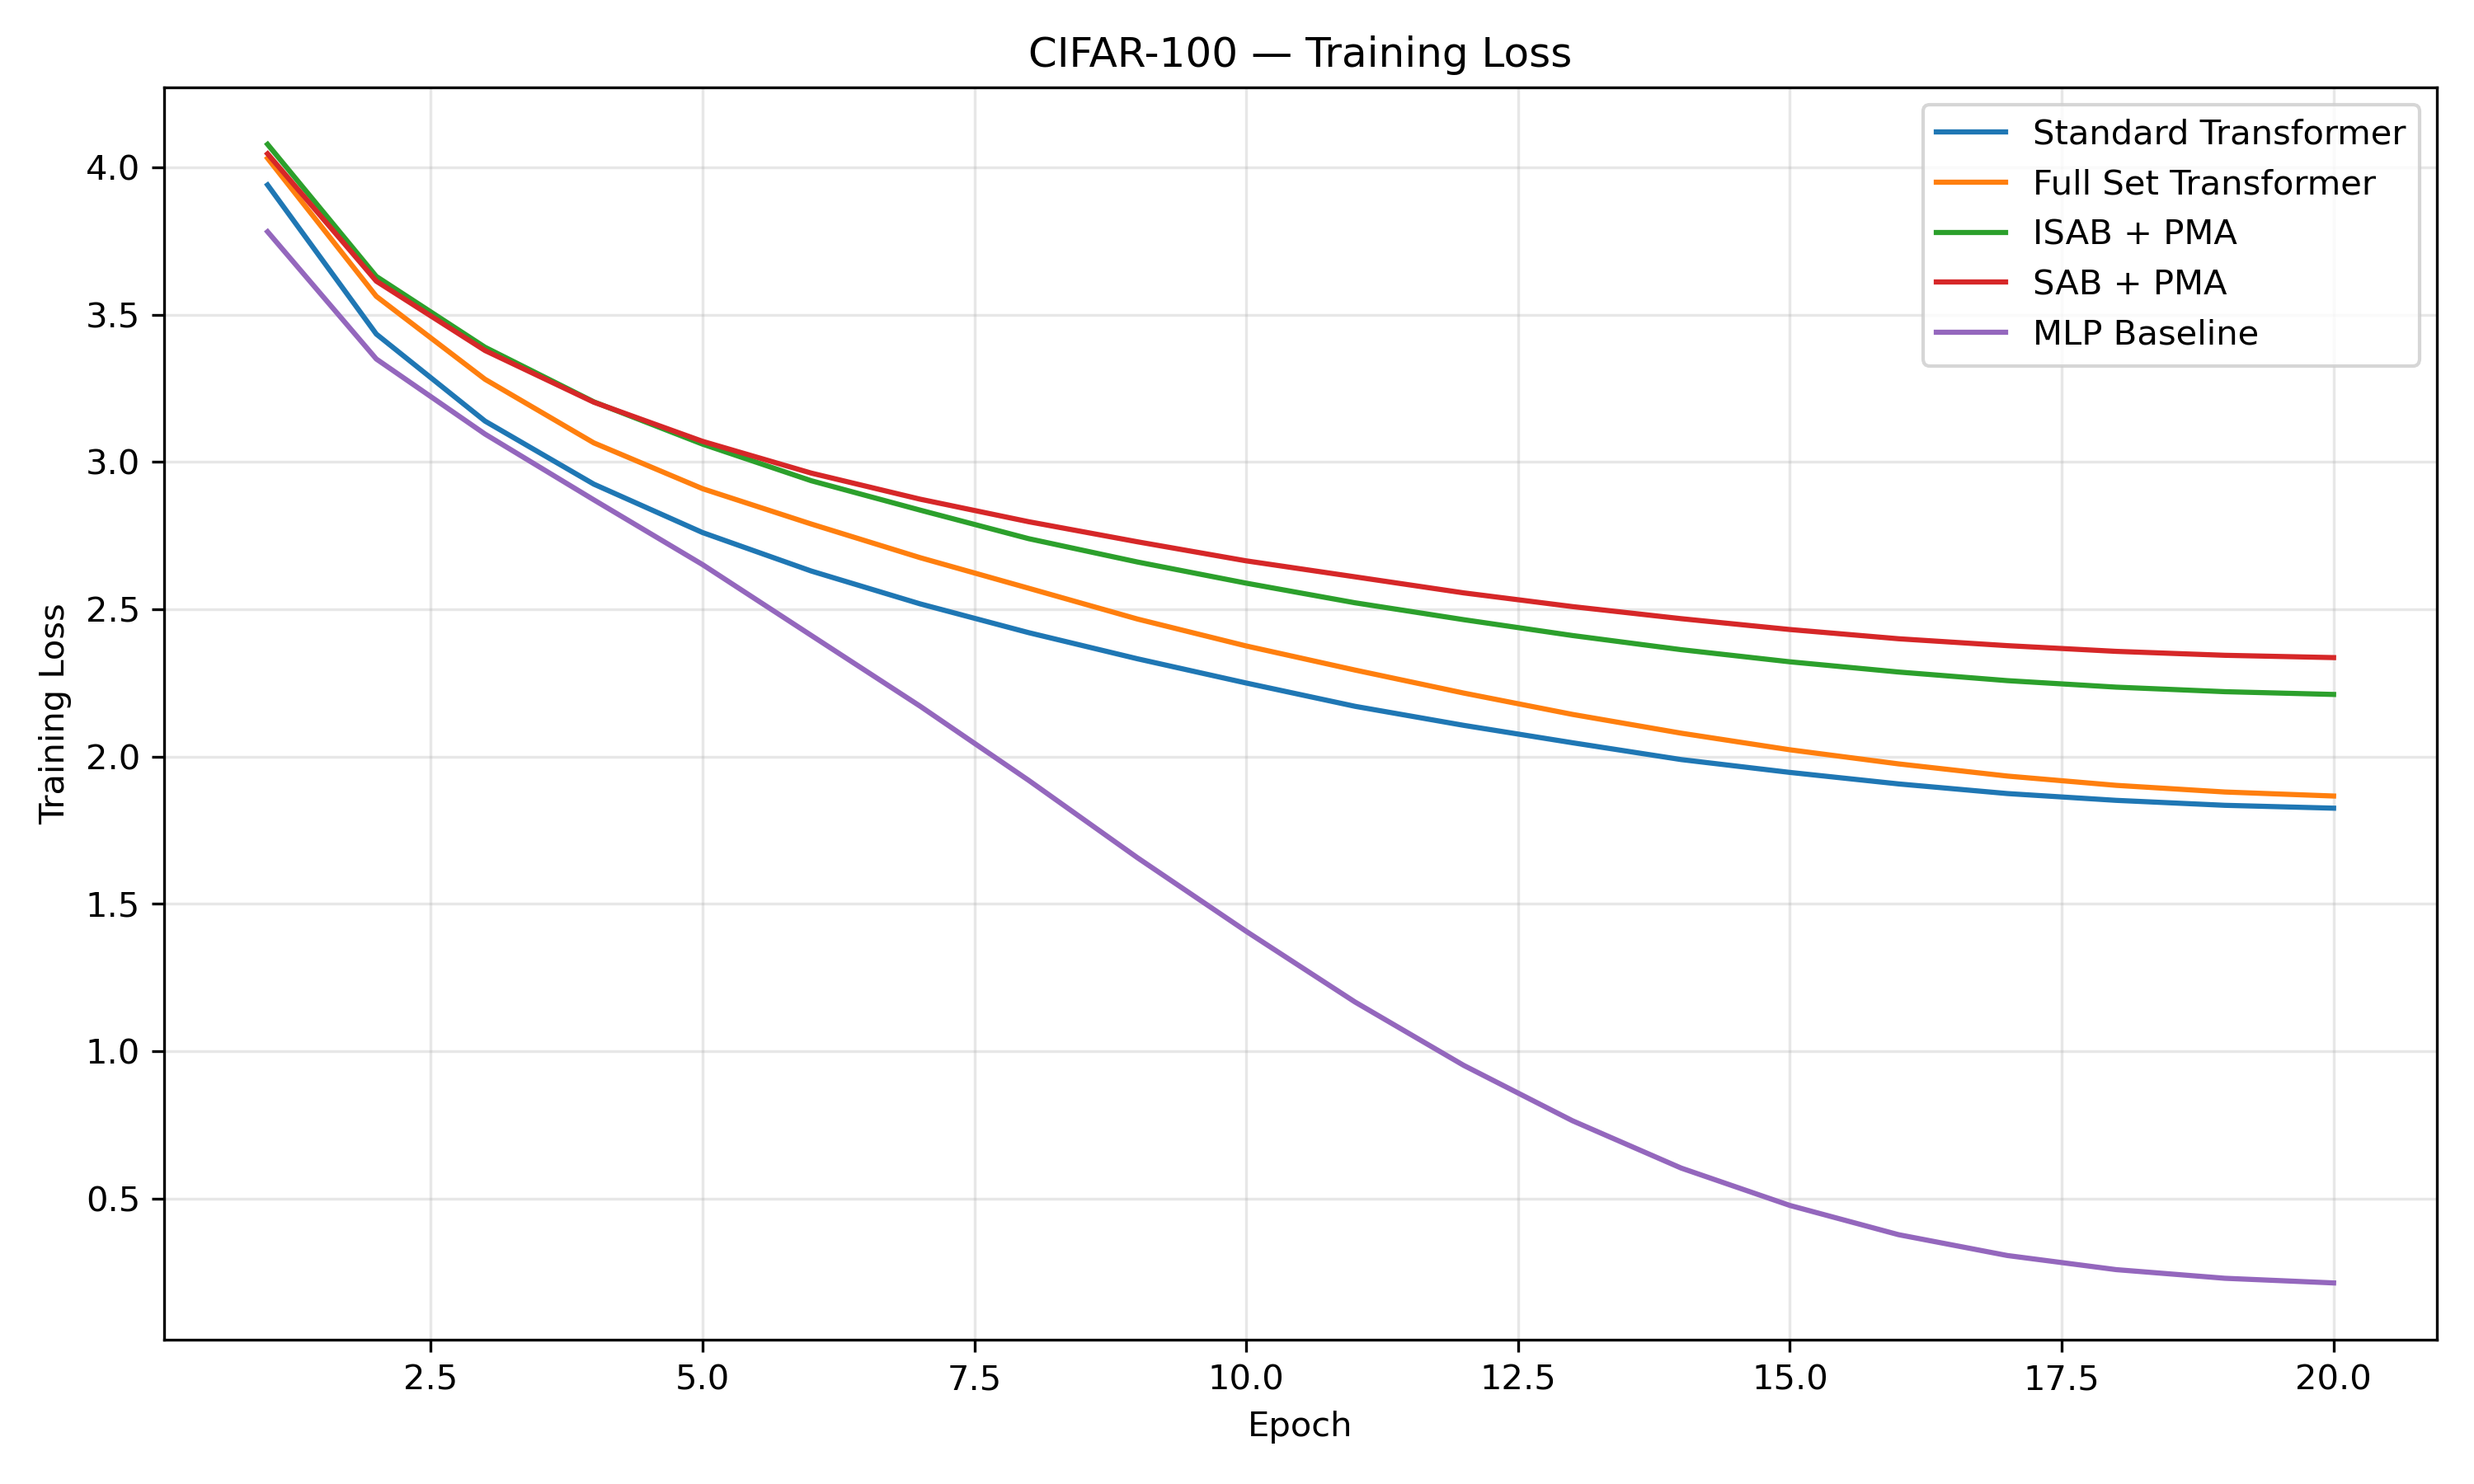 CIFAR-100 — Training Loss
Standard Transformer
Full Set Transformer
ISAB + PMA
SAB + PMA
MLP Baseline
Training Loss
4.0
3.5
3.0
2.5
2.0
1.5
1.0
0.5
2.5 5.0 7.5 10.0 12.5 15.0 17.5 20.0
Epoch